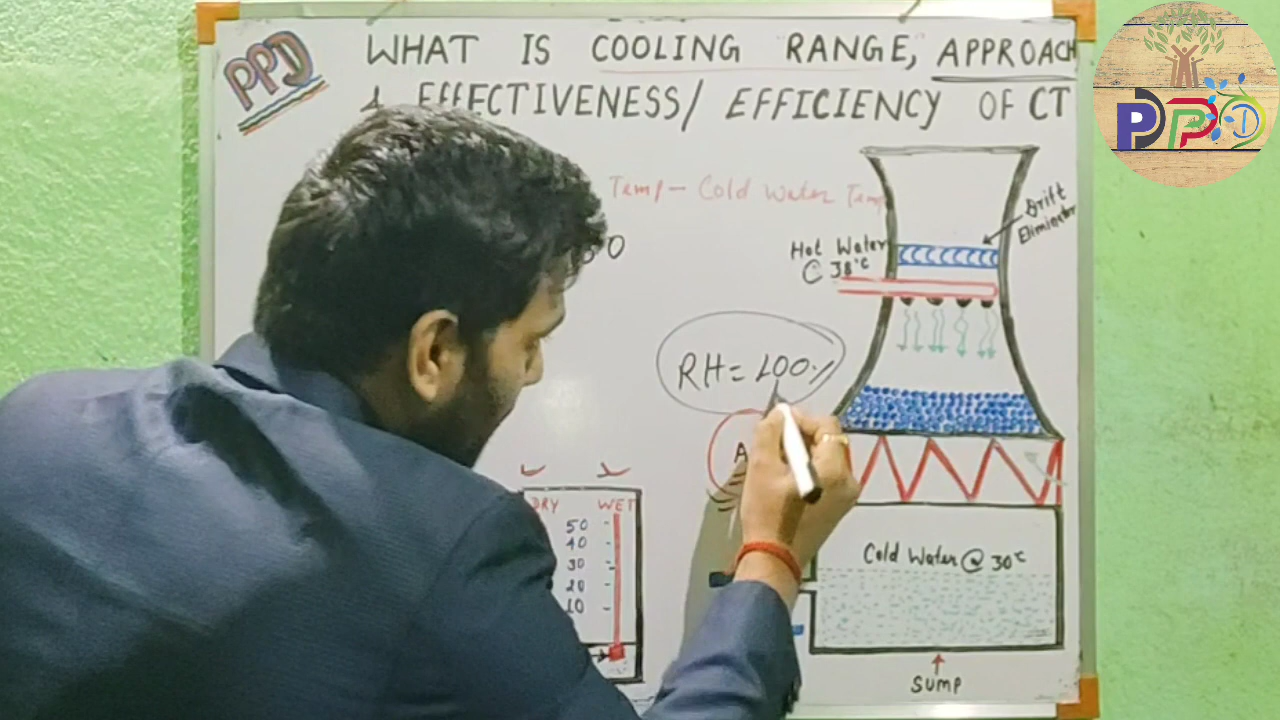 PPD
WHAT IS COOLING RANGE, APPROACH
& EFFECTIVENESS/ EFFICIENCY OF CT
PPD
Temp - Cold Water Temp
Drift
Eliminator
Hot Water
@ 38°C
RH = 100%
A
DRY WET
50
40
30
20
10
Cold Water @ 30°C
SUMP